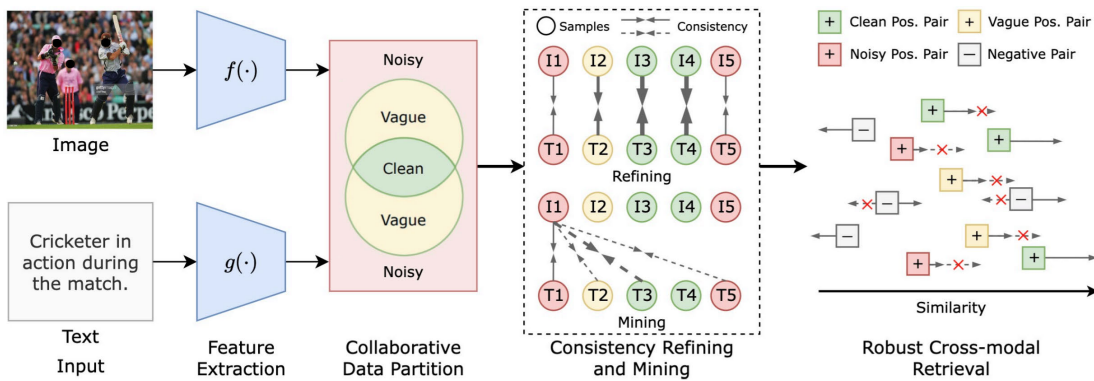 Image
f(·)
Cricketer in
action during
the match.
g(·)
Text
Input
Feature
Extraction
Noisy
Vague
Clean
Vague
Noisy
Collaborative
Data Partition
Samples
Consistency
I1 I2 I3 I4 I5
T1 T2 T3 T4 T5
Refining
I1 I2 I3 I4 I5
T1 T2 T3 T4 T5
Mining
Consistency Refining
and Mining
+ Clean Pos. Pair + Vague Pos. Pair
+ Noisy Pos. Pair − Negative Pair
Similarity
Robust Cross-modal
Retrieval